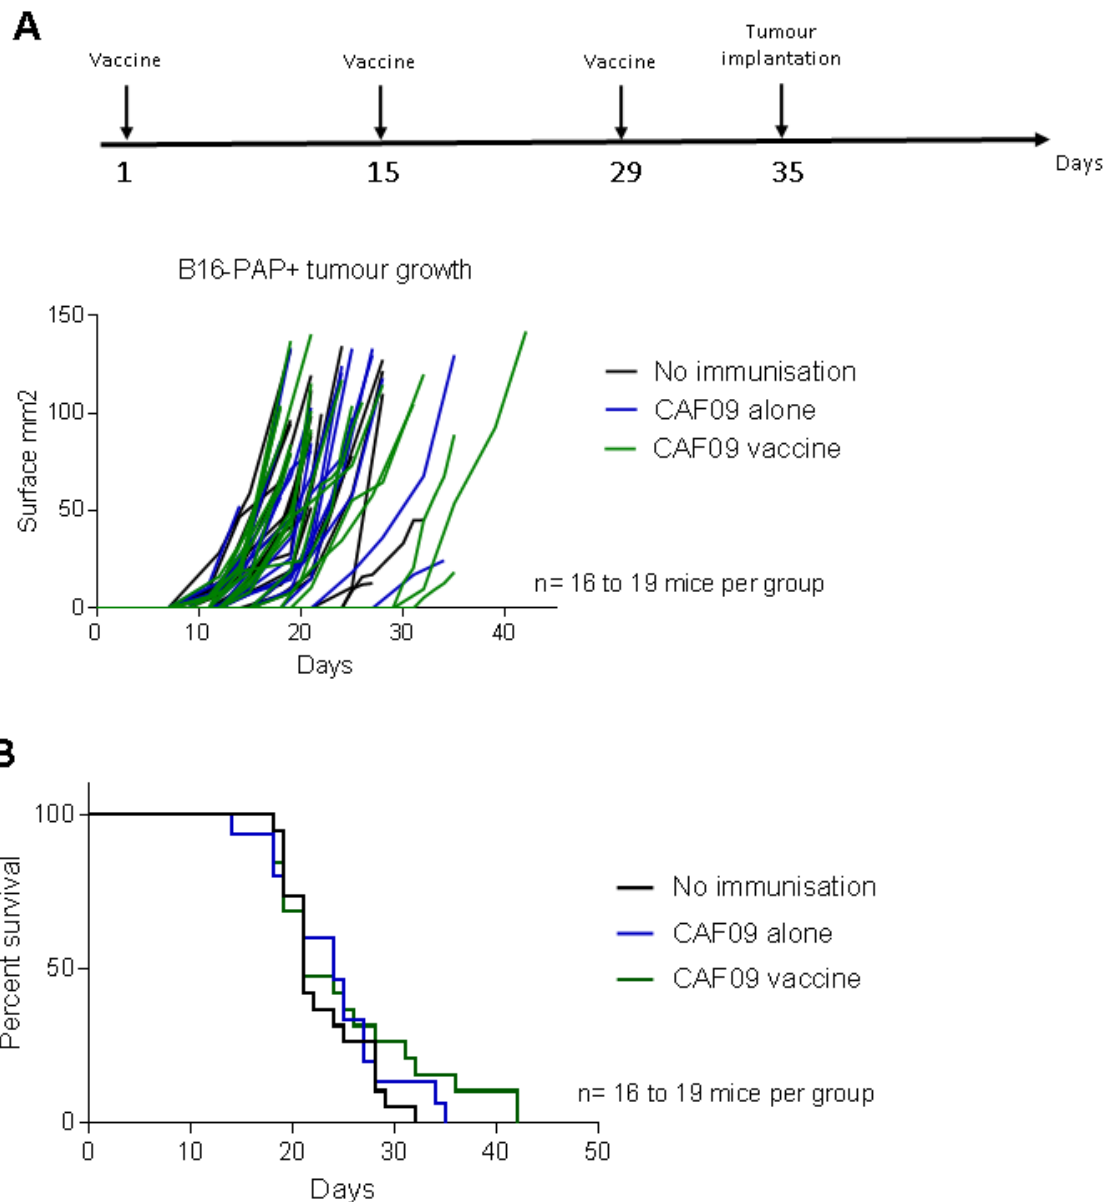 A
Vaccine
Vaccine
Vaccine
Tumour
implantation
1
15
29
35
Days
B16-PAP+ tumour growth
150
100
50
0
Surface mm2
0
10
20
30
40
Days
No immunisation
CAF09 alone
CAF09 vaccine
n= 16 to 19 mice per group
B
100
50
0
Percent survival
0
10
20
30
40
50
Days
No immunisation
CAF09 alone
CAF09 vaccine
n= 16 to 19 mice per group